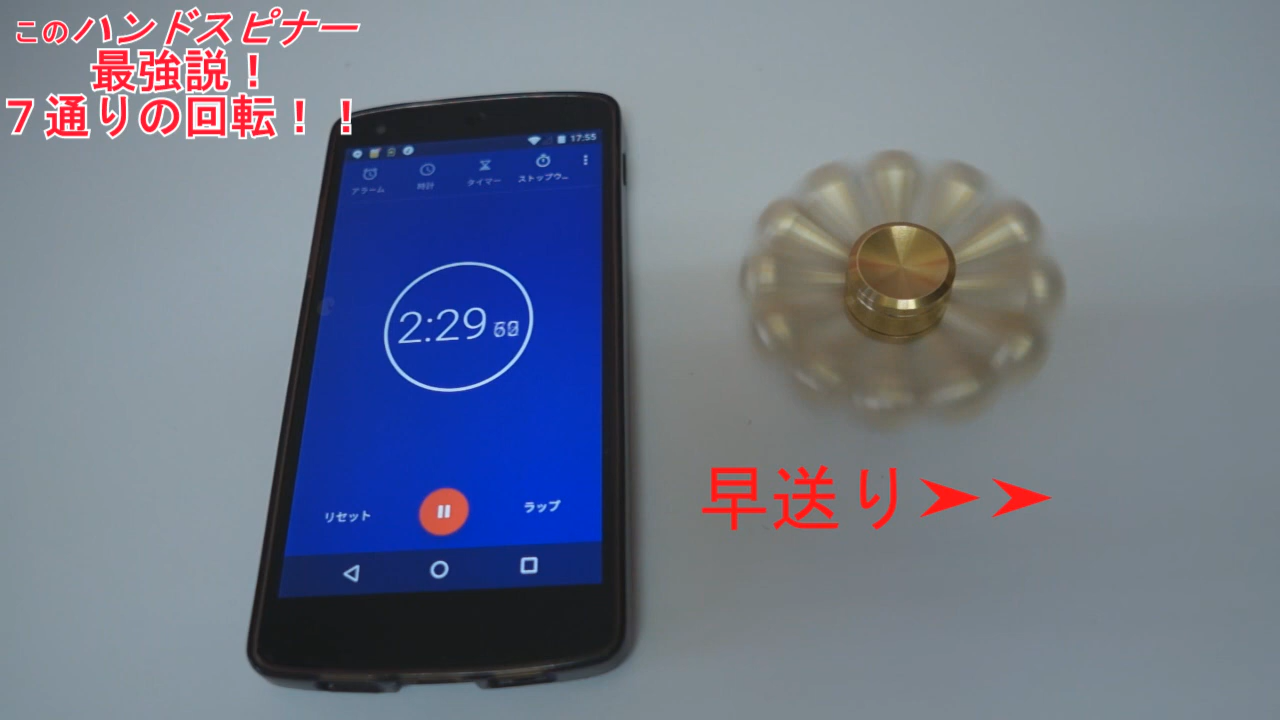 このハンドスピナー
最強説！
７通りの回転！！
17:55
アラーム
時計
タイマー
ストップウ…
2:29
リセット
ラップ
早送り➤➤